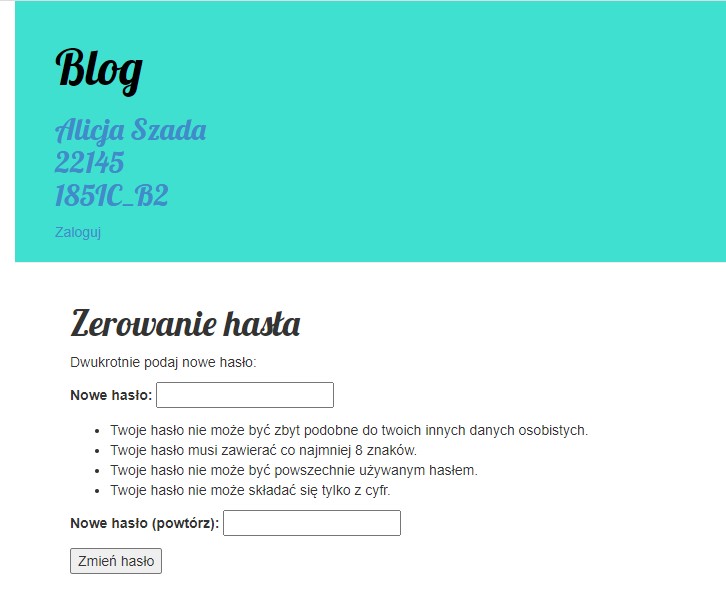 Blog
Alicja Szada
22145
185IC_B2
Zaloguj
Zerowanie hasła
Dwukrotnie podaj nowe hasło:
Nowe hasło:
Twoje hasło nie może być zbyt podobne do twoich innych danych osobistych.
Twoje hasło musi zawierać co najmniej 8 znaków.
Twoje hasło nie może być powszechnie używanym hasłem.
Twoje hasło nie może składać się tylko z cyfr.
Nowe hasło (powtórz):
Zmień hasło